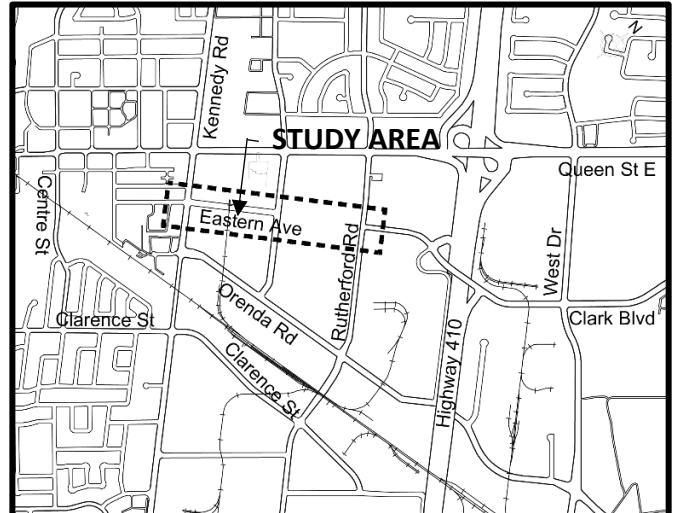 N
Kennedy Rd
STUDY AREA
Queen St E
Centre St
Eastern Ave
Rutherford Rd
West Dr
Orenda Rd
Clarence St
Clark Blvd
Highway 410
Clarence St